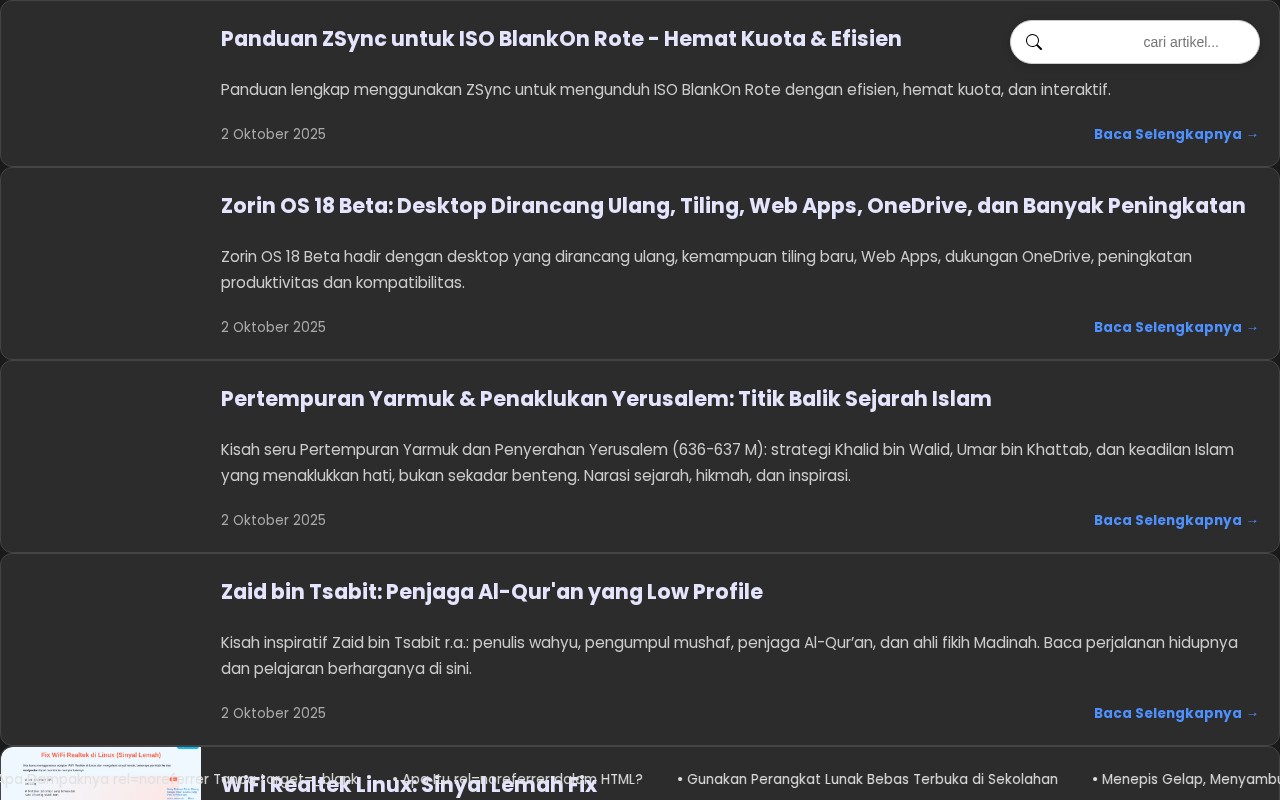 Panduan ZSync untuk ISO BlankOn Rote - Hemat Kuota & Efisien
cari artikel...
Panduan lengkap menggunakan ZSync untuk mengunduh ISO BlankOn Rote dengan efisien, hemat kuota, dan interaktif.
2 Oktober 2025
Baca Selengkapnya →
Zorin OS 18 Beta: Desktop Dirancang Ulang, Tiling, Web Apps, OneDrive, dan Banyak Peningkatan
Zorin OS 18 Beta hadir dengan desktop yang dirancang ulang, kemampuan tiling baru, Web Apps, dukungan OneDrive, peningkatan
produktivitas dan kompatibilitas.
2 Oktober 2025
Baca Selengkapnya →
Pertempuran Yarmuk & Penaklukan Yerusalem: Titik Balik Sejarah Islam
Kisah seru Pertempuran Yarmuk dan Penyerahan Yerusalem (636-637 M): strategi Khalid bin Walid, Umar bin Khattab, dan keadilan Islam
yang menaklukkan hati, bukan sekadar benteng. Narasi sejarah, hikmah, dan inspirasi.
2 Oktober 2025
Baca Selengkapnya →
Zaid bin Tsabit: Penjaga Al-Qur'an yang Low Profile
Kisah inspiratif Zaid bin Tsabit r.a.: penulis wahyu, pengumpul mushaf, penjaga Al-Qur’an, dan ahli fikih Madinah. Baca perjalanan hidupnya
dan pelajaran berharganya di sini.
2 Oktober 2025
Baca Selengkapnya →
Fix WiFi Realtek di Linux (Sinyal Lemah)
Dampaknya rel=noreferrer Tanpa target=_blank • Apa Itu rel=noreferrer dalam HTML? • Gunakan Perangkat Lunak Bebas Terbuka di Sekolahan • Menepis Gelap,
WiFi Realtek Linux: Sinyal Lemah Fix